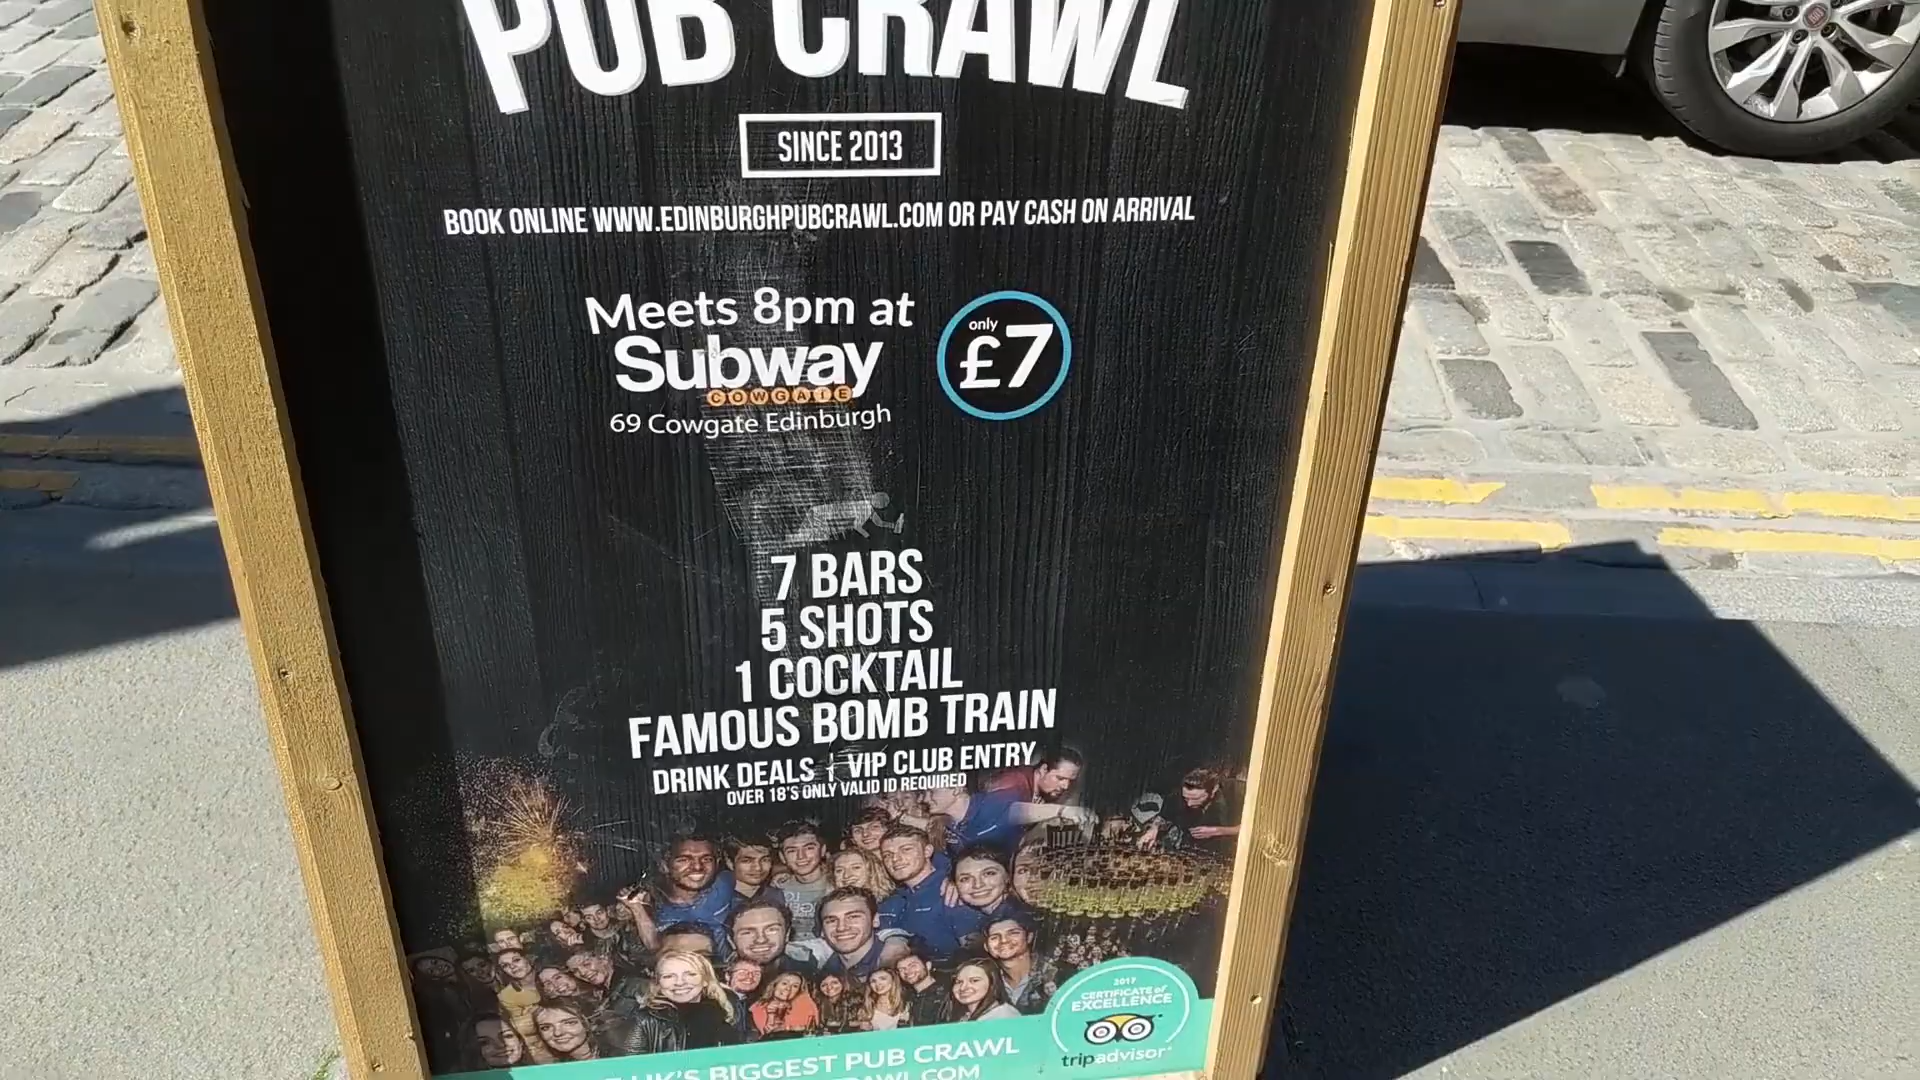 PUB CRAWL
SINCE 2013
BOOK ONLINE WWW.EDINBURGHPUBCRAWL.COM OR PAY CASH ON ARRIVAL
Meets 8pm at
Subway
COWGATE
69 Cowgate Edinburgh
only
£7
7 BARS
5 SHOTS
1 COCKTAIL
FAMOUS BOMB TRAIN
DRINK DEALS | VIP CLUB ENTRY
OVER 18'S ONLY VALID ID REQUIRED
2017
CERTIFICATE of
EXCELLENCE
tripadvisor
UK'S BIGGEST PUB CRAWL